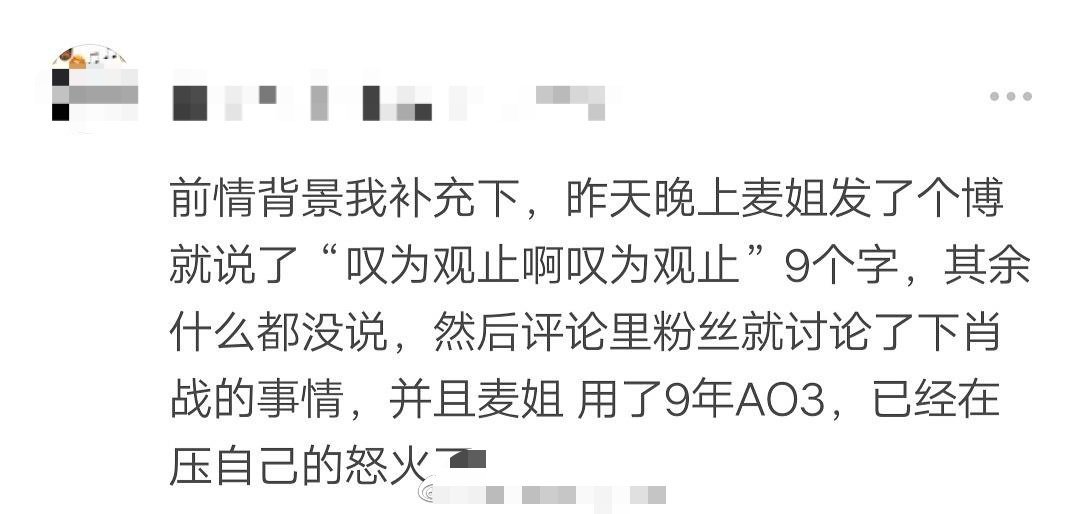 前情背景我补充下，昨天晚上麦姐发了个博
就说了“叹为观止啊叹为观止”9个字，其余
什么都没说，然后评论里粉丝就讨论了下肖
战的事情，并且麦姐 用了9年AO3，已经在
压自己的怒火